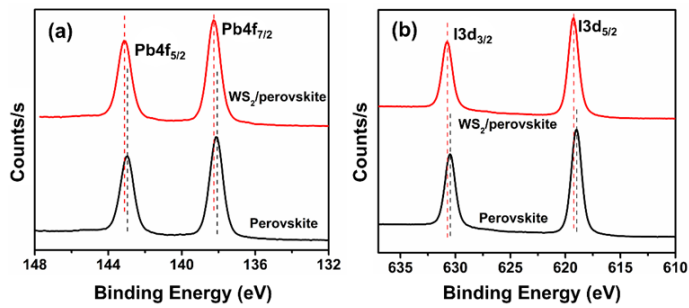 (a)
Pb4f7/2
Pb4f5/2
WS2/perovskite
Perovskite
Counts/s
148 144 140 136 132
Binding Energy (eV)
(b)
I3d5/2
I3d3/2
WS2/perovskite
Perovskite
Counts/s
635 630 625 620 615 610
Binding Energy (eV)